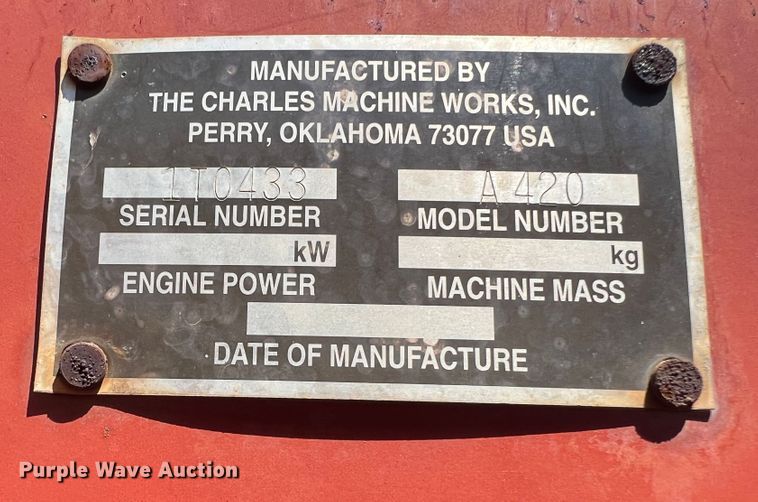 MANUFACTURED BY
THE CHARLES MACHINE WORKS, INC.
PERRY, OKLAHOMA 73077 USA
1T0433 A420
SERIAL NUMBER MODEL NUMBER
kW kg
ENGINE POWER MACHINE MASS
DATE OF MANUFACTURE
Purple Wave Auction